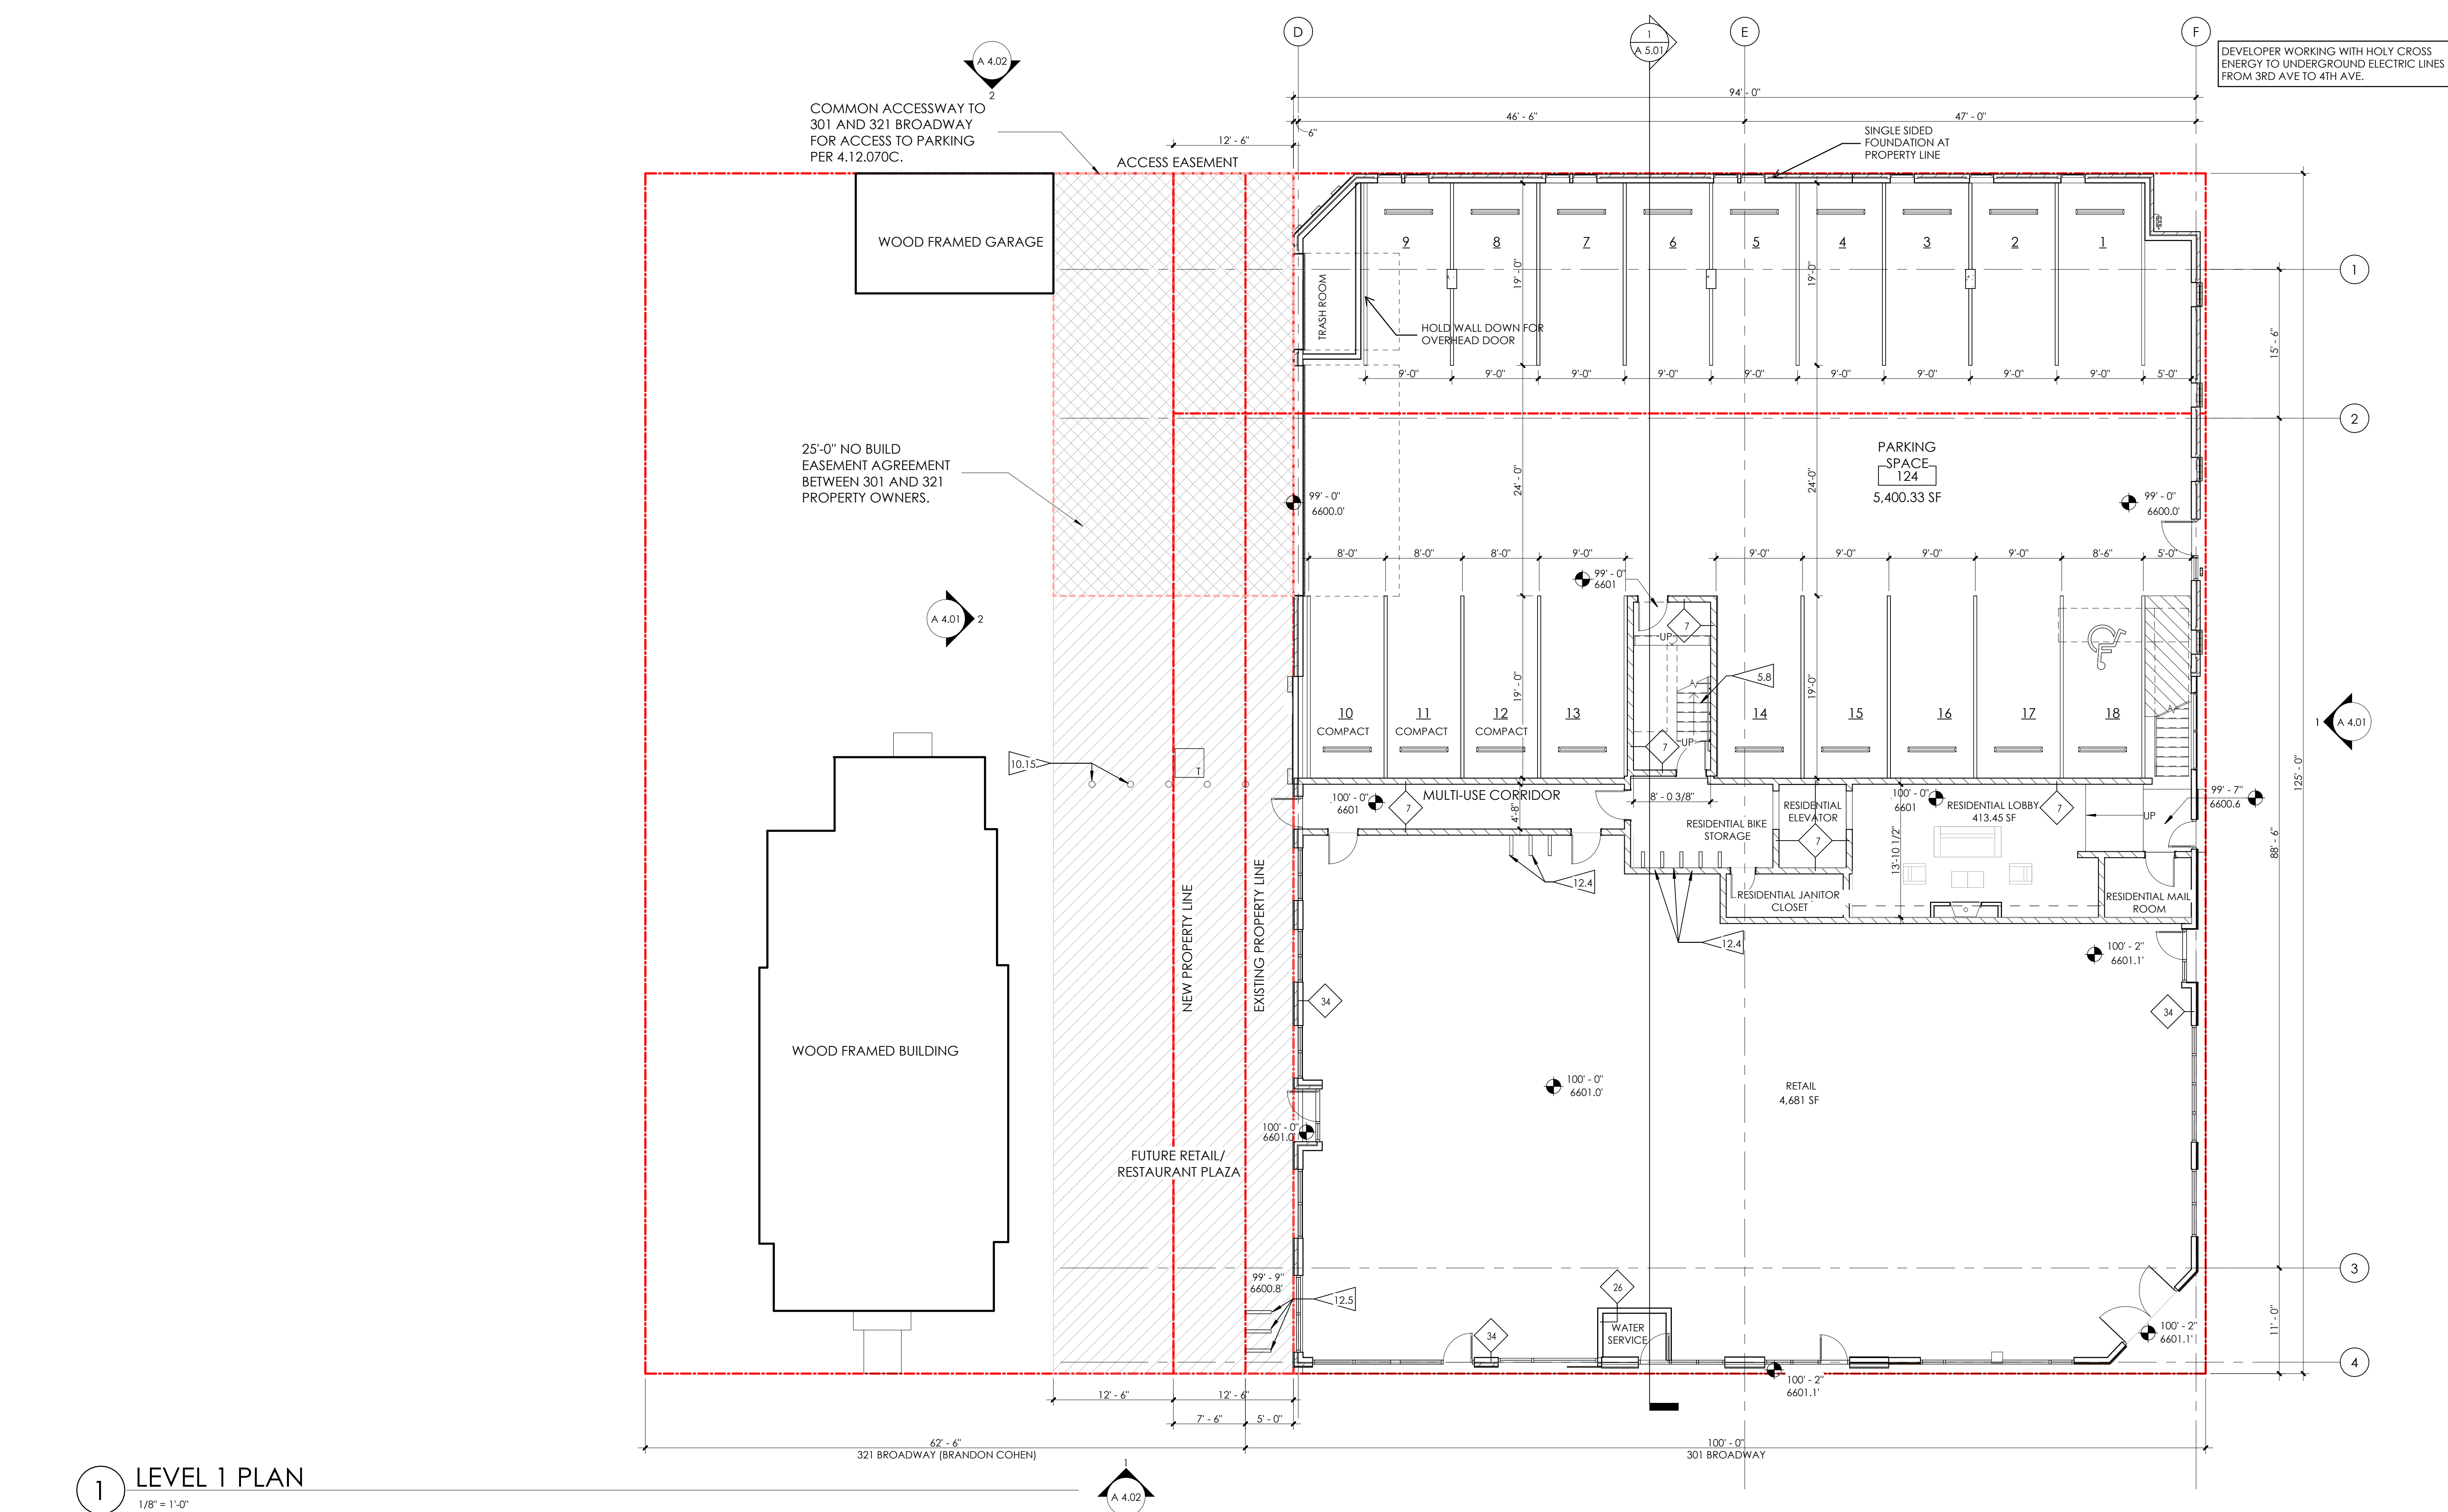 D
1
A 5.01
E
F
DEVELOPER WORKING WITH HOLY CROSS
ENERGY TO UNDERGROUND ELECTRIC LINES
FROM 3RD AVE TO 4TH AVE.
A 4.02
2
94' - 0"
46' - 6"
47' - 0"
6"
COMMON ACCESSWAY TO
301 AND 321 BROADWAY
FOR ACCESS TO PARKING
PER 4.12.070C.
12' - 6"
ACCESS EASEMENT
SINGLE SIDED
FOUNDATION AT
PROPERTY LINE
WOOD FRAMED GARAGE
9
8
7
6
5
4
3
2
1
TRASH ROOM
19' - 0"
19'-0"
1
HOLD WALL DOWN FOR
OVERHEAD DOOR
15' - 6"
9'-0"
9'-0"
9'-0"
9'-0"
9'-0"
9'-0"
9'-0"
9'-0"
9'-0"
5'-0"
2
25'-0" NO BUILD
EASEMENT AGREEMENT
BETWEEN 301 AND 321
PROPERTY OWNERS.
PARKING
SPACE
124
5,400.33 SF
24' - 0"
24'-0"
99' - 0"
6600.0'
99' - 0"
6600.0'
8'-0"
8'-0"
8'-0"
9'-0"
9'-0"
9'-0"
9'-0"
9'-0"
8'-6"
5'-0"
99' - 0"
6601
A 4.01
2
7
UP
5.8
19' - 0"
19'-0"
10
COMPACT
11
COMPACT
12
COMPACT
13
14
15
16
17
18
1
A 4.01
7
UP
10.15
T
125' - 0"
100' - 0"
6601
7
MULTI-USE CORRIDOR
4'-8"
8' - 0 3/8"
RESIDENTIAL BIKE
STORAGE
RESIDENTIAL
ELEVATOR
7
100' - 0"
6601
RESIDENTIAL LOBBY
413.45 SF
7
UP
99' - 7"
6600.6
13'-10 1/2"
88' - 6"
12.4
RESIDENTIAL JANITOR
CLOSET
RESIDENTIAL MAIL
ROOM
12.4
NEW PROPERTY LINE
EXISTING PROPERTY LINE
100' - 2"
6601.1'
34
34
WOOD FRAMED BUILDING
100' - 0"
6601.0'
RETAIL
4,681 SF
100' - 0"
6601.0
FUTURE RETAIL/
RESTAURANT PLAZA
3
99' - 9"
6600.8'
12.5
26
WATER
SERVICE
34
100' - 2"
6601.1'
11' - 0"
4
100' - 2"
6601.1'
12' - 6"
12' - 6"
7' - 6"
5' - 0"
62' - 6"
321 BROADWAY (BRANDON COHEN)
100' - 0"
301 BROADWAY
1
LEVEL 1 PLAN
1/8" = 1'-0"
1
A 4.02